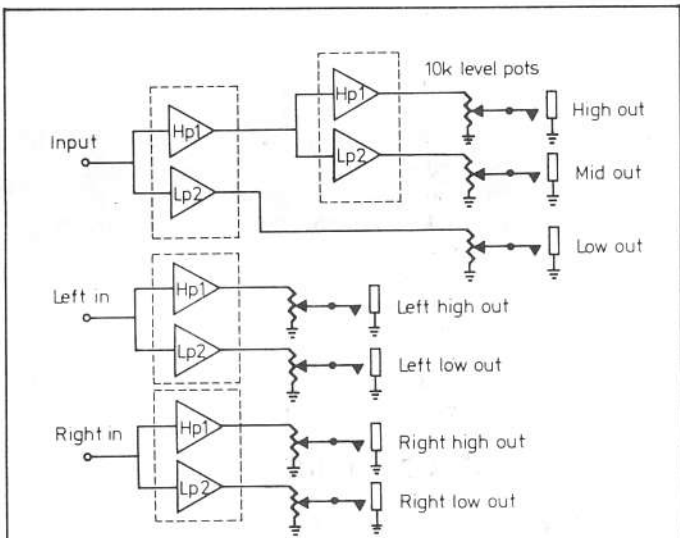 10k level pots
Hp1
Hp1
High out
Input
Lp2
Mid out
Lp2
Low out
Left in
Hp1
Left high out
Lp2
Left low out
Right in
Hp1
Right high out
Lp2
Right low out